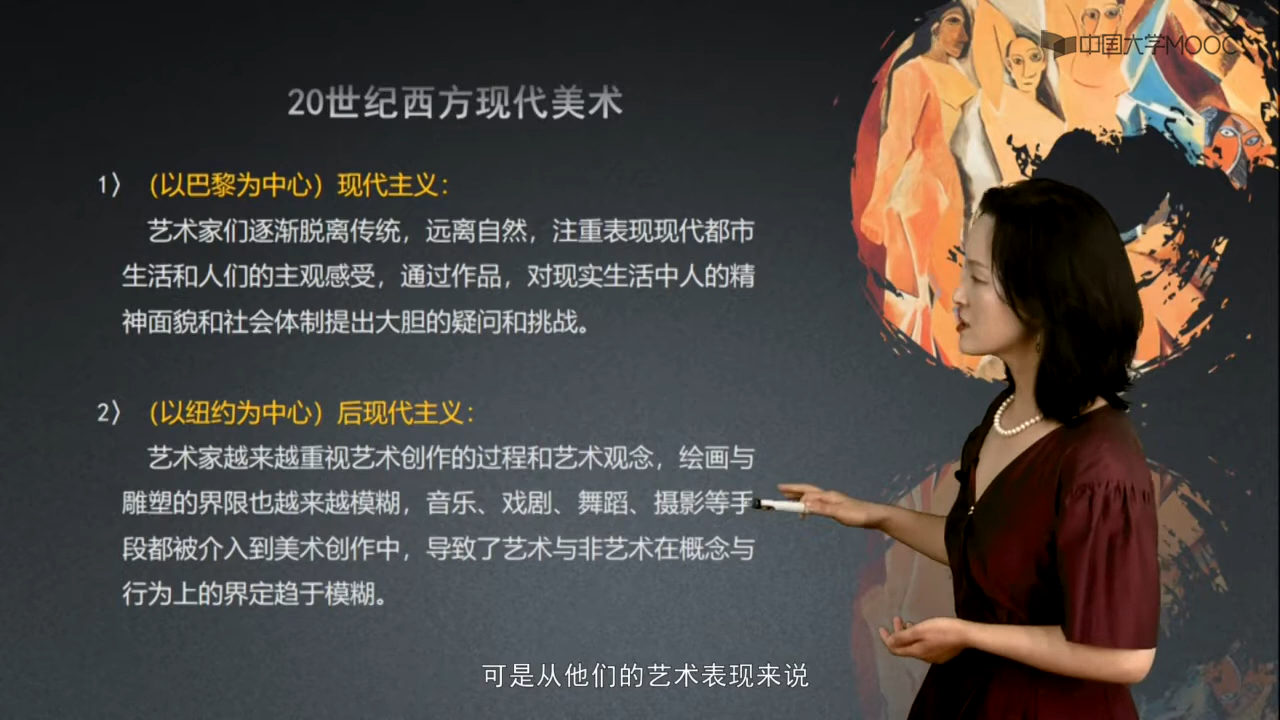 中国大学MOOC
20世纪西方现代美术
1）（以巴黎为中心）现代主义：
艺术家们逐渐脱离传统，远离自然，注重表现现代都市
生活和人们的主观感受，通过作品，对现实生活中人的精
神面貌和社会体制提出大胆的疑问和挑战。
2）（以纽约为中心）后现代主义：
艺术家越来越重视艺术创作的过程和艺术观念，绘画与
雕塑的界限也越来越模糊，音乐、戏剧、舞蹈、摄影等手
段都被介入到美术创作中，导致了艺术与非艺术在概念与
行为上的界定趋于模糊。
可是从他们的艺术表现来说